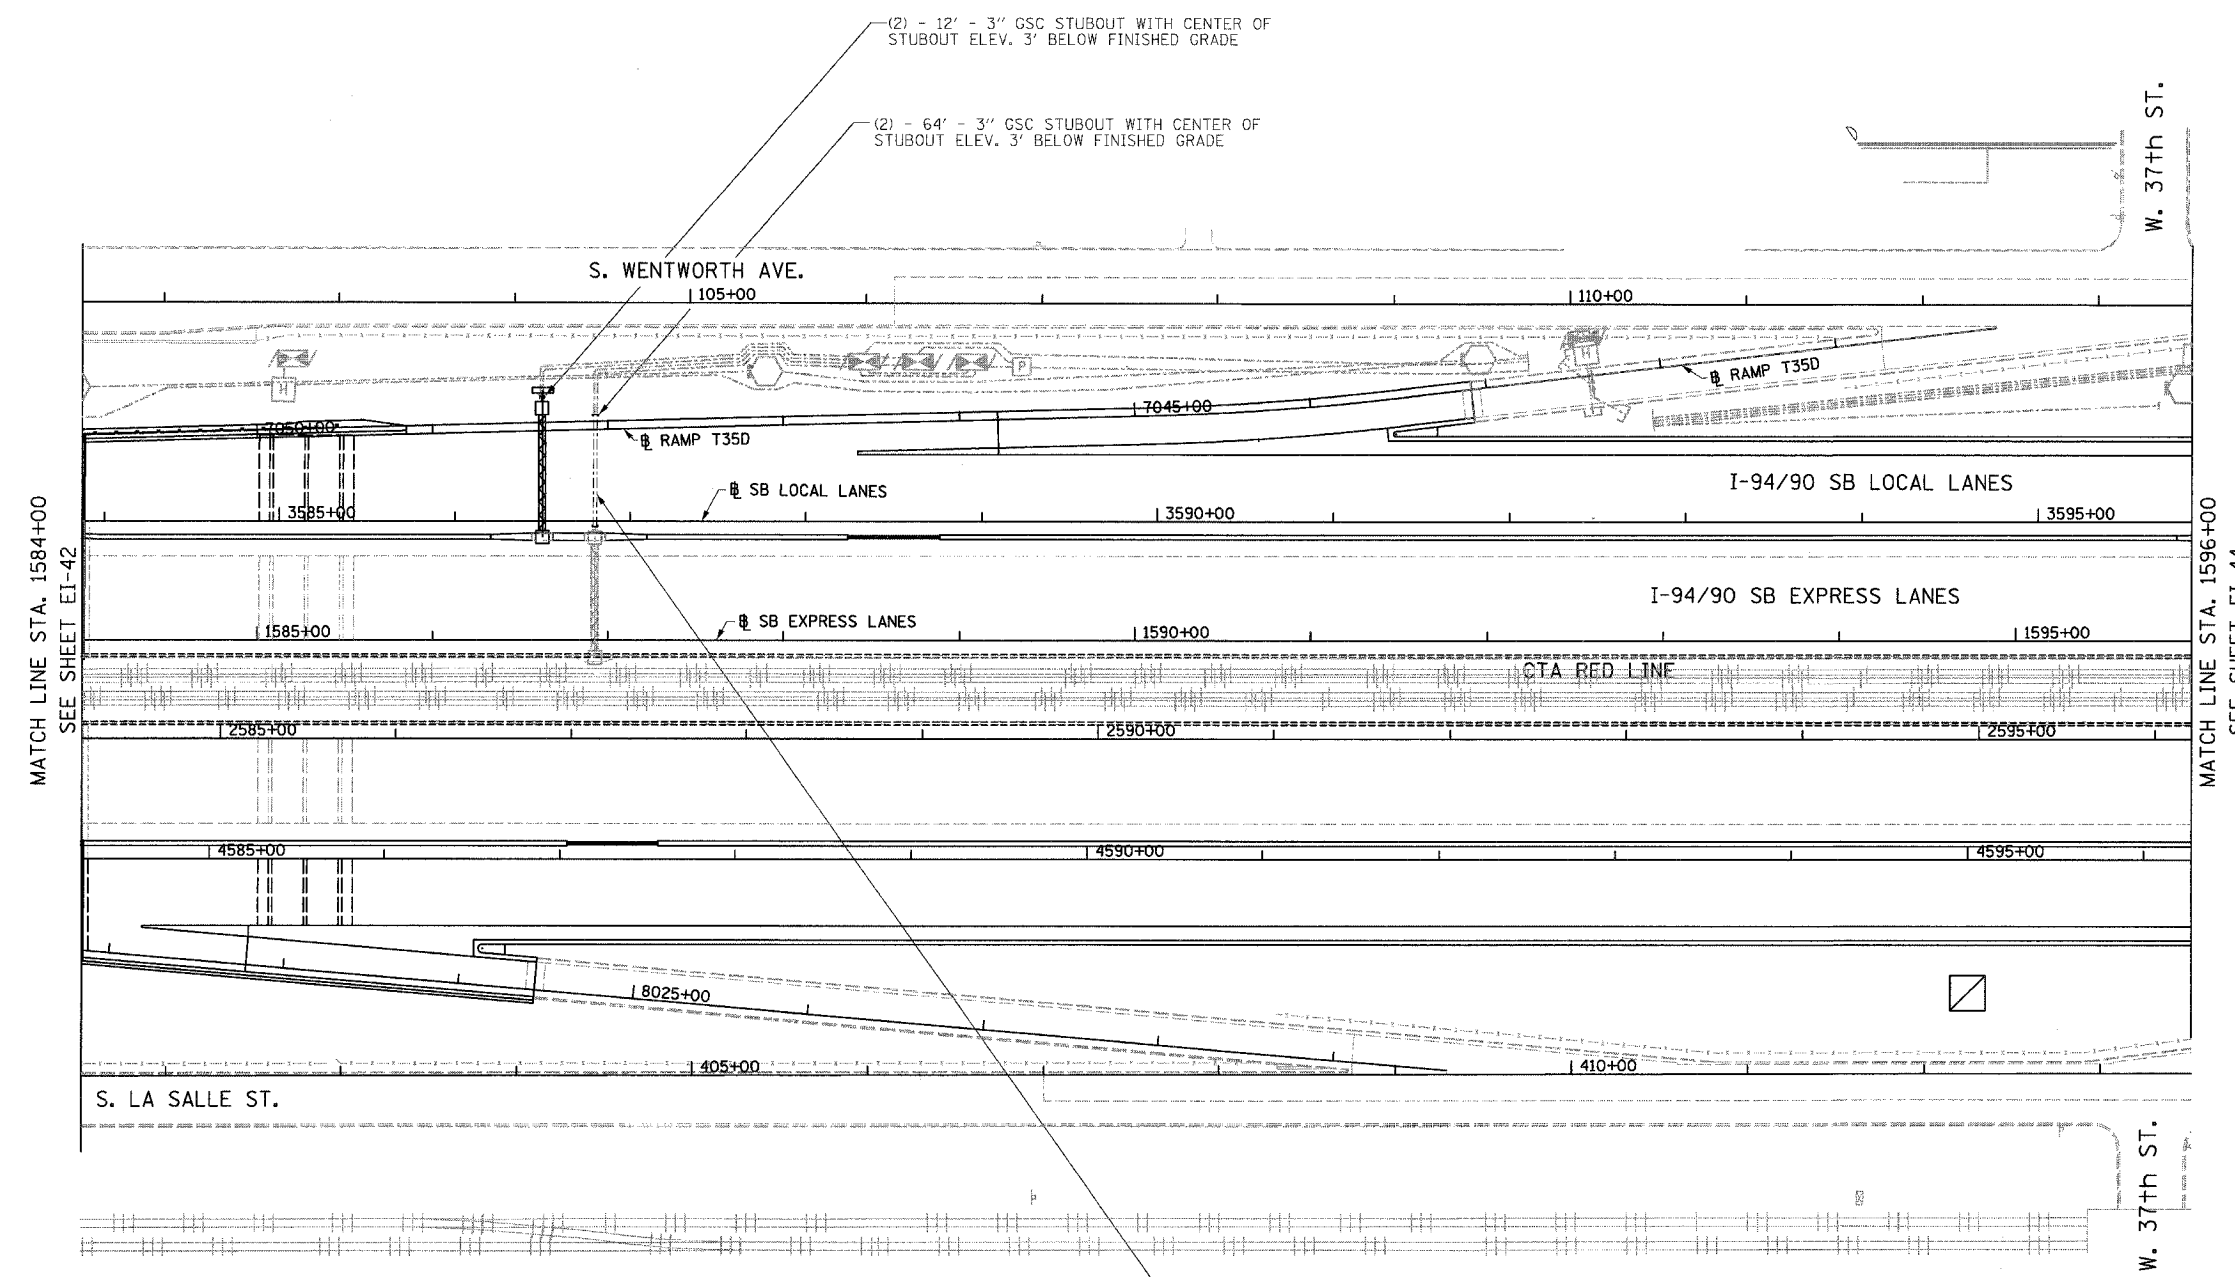 (2) - 12' - 3" GSC STUBOUT WITH CENTER OF
STUBOUT ELEV. 3' BELOW FINISHED GRADE
(2) - 64' - 3" GSC STUBOUT WITH CENTER OF
STUBOUT ELEV. 3' BELOW FINISHED GRADE
W. 37th ST.
S. WENTWORTH AVE.
105+00
110+00
H
P
H
℄ RAMP T35D
7045+00
7050+00
℄ RAMP T35D
I-94/90 SB LOCAL LANES
℄ SB LOCAL LANES
3585+00
3590+00
3595+00
MATCH LINE STA. 1584+00
SEE SHEET EI-42
MATCH LINE STA. 1596+00
I-94/90 SB EXPRESS LANES
℄ SB EXPRESS LANES
1585+00
1590+00
1595+00
CTA RED LINE
2585+00
2590+00
2595+00
4585+00
4590+00
4595+00
8025+00
405+00
410+00
S. LA SALLE ST.
W. 37th ST.